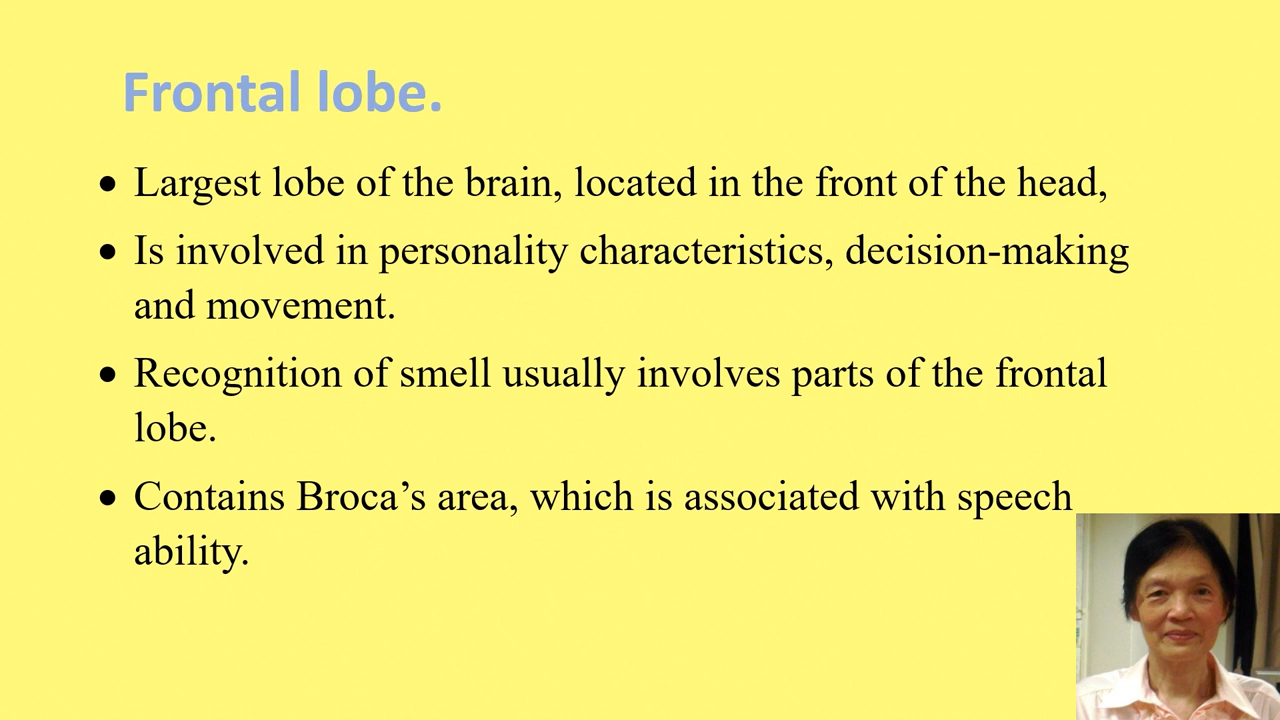 Frontal lobe.
• Largest lobe of the brain, located in the front of the head,
• Is involved in personality characteristics, decision-making
and movement.
• Recognition of smell usually involves parts of the frontal
lobe.
• Contains Broca’s area, which is associated with speech
ability.